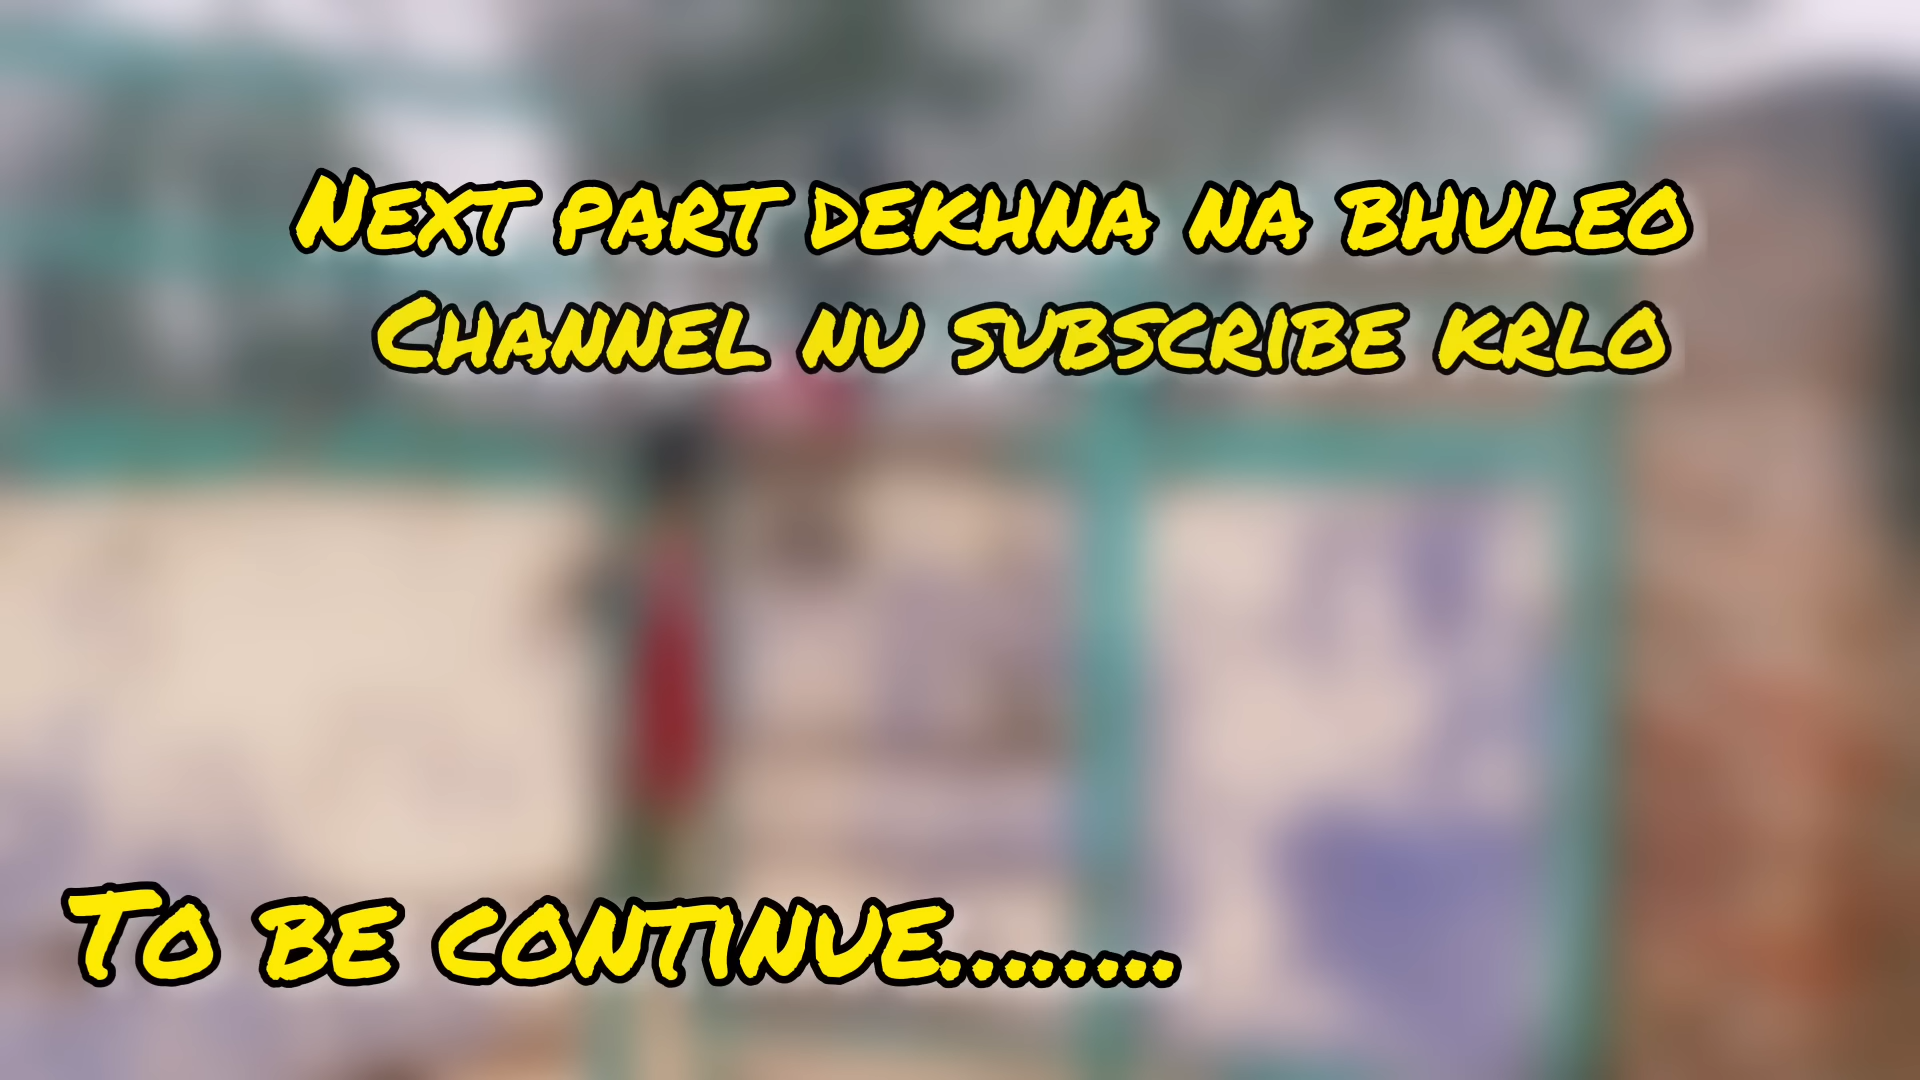 Next part dekhna na bhuleo
Channel nu subscribe krlo
To be continue........